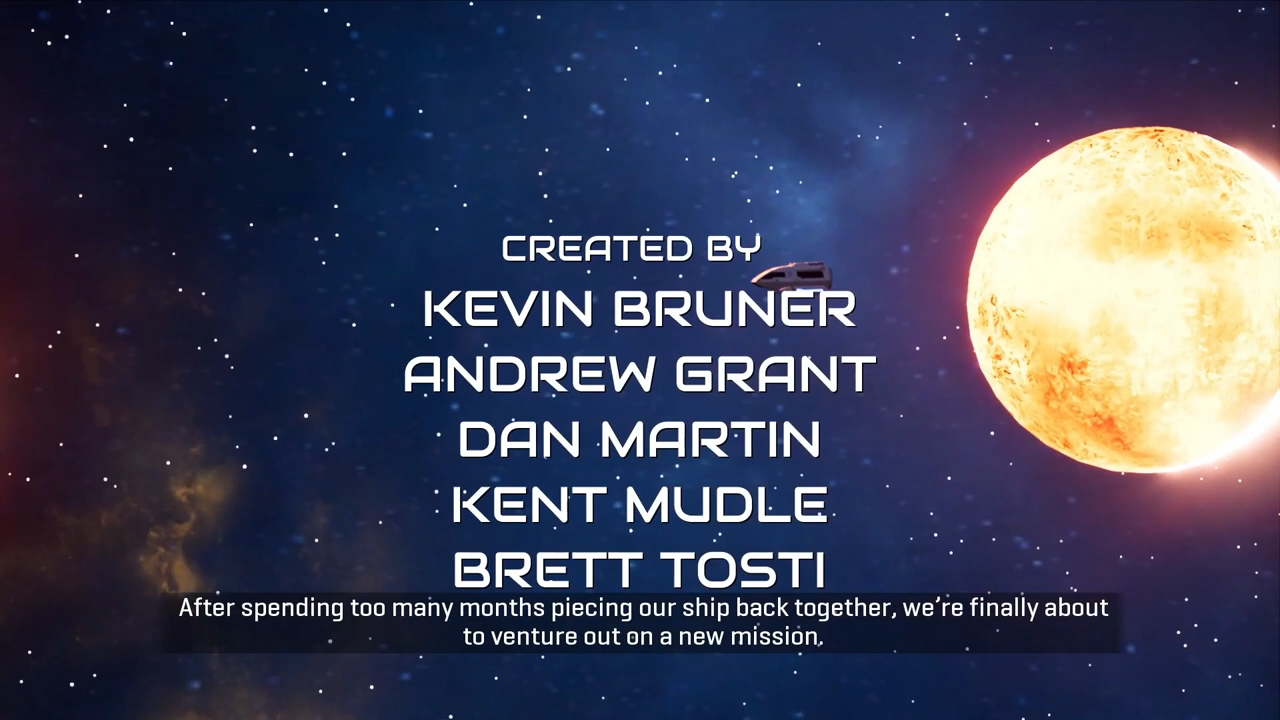 CREATED BY
KEVIN BRUNER
ANDREW GRANT
DAN MARTIN
KENT MUDLE
BRETT TOSTI
After spending too many months piecing our ship back together, we’re finally about
to venture out on a new mission.